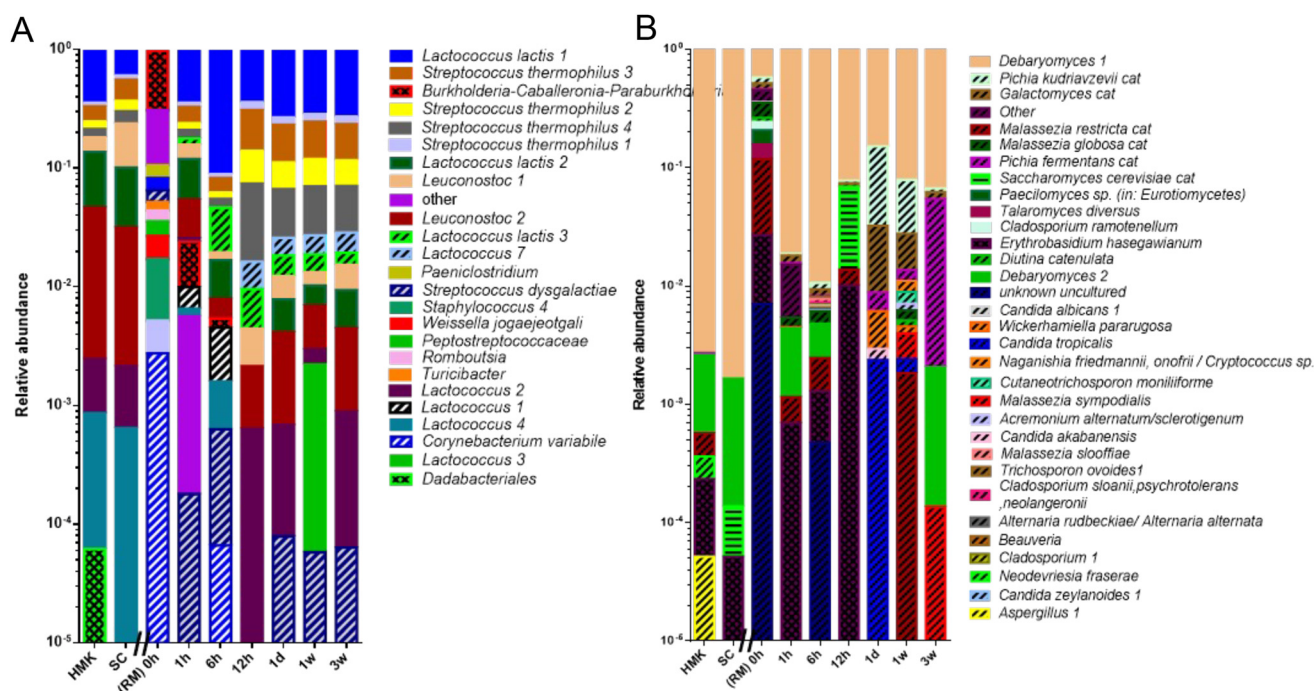 A
Relative abundance
10⁰
10⁻¹
10⁻²
10⁻³
10⁻⁴
10⁻⁵
HMK
SC
(RM) 0h
1h
6h
12h
1d
1w
3w
Lactococcus lactis 1
Streptococcus thermophilus 3
Burkholderia-Caballeronia-Paraburkholderia
Streptococcus thermophilus 2
Streptococcus thermophilus 4
Streptococcus thermophilus 1
Lactococcus lactis 2
Leuconostoc 1
other
Leuconostoc 2
Lactococcus lactis 3
Lactococcus 7
Paeniclostridium
Streptococcus dysgalactiae
Staphylococcus 4
Weissella jogaejeotgali
Peptostreptococcaceae
Romboutsia
Turicibacter
Lactococcus 2
Lactococcus 1
Lactococcus 4
Corynebacterium variabile
Lactococcus 3
Dadabacteriales
B
Relative abundance
10⁰
10⁻¹
10⁻²
10⁻³
10⁻⁴
10⁻⁵
10⁻⁶
HMK
SC
(RM) 0h
1h
6h
12h
1d
1w
3w
Debaryomyces 1
Pichia kudriavzevii cat
Galactomyces cat
Other
Malassezia restricta cat
Malassezia globosa cat
Pichia fermentans cat
Saccharomyces cerevisiae cat
Paecilomyces sp. (in: Eurotiomycetes)
Talaromyces diversus
Cladosporium ramotenellum
Erythrobasidium hasegawianum
Diutina catenulata
Debaryomyces 2
unknown uncultured
Candida albicans 1
Wickerhamiella pararugosa
Candida tropicalis
Naganishia friedmannii, onofrii / Cryptococcus sp.
Cutaneotrichosporon moniliiforme
Malassezia sympodialis
Acremonium alternatum/sclerotigenum
Candida akabanensis
Malassezia slooffiae
Trichosporon ovoides1
Cladosporium sloanii,psychrotolerans
,neolangeronii
Alternaria rudbeckiae/ Alternaria alternata
Beauveria
Cladosporium 1
Neodevriesia fraserae
Candida zeylanoides 1
Aspergillus 1